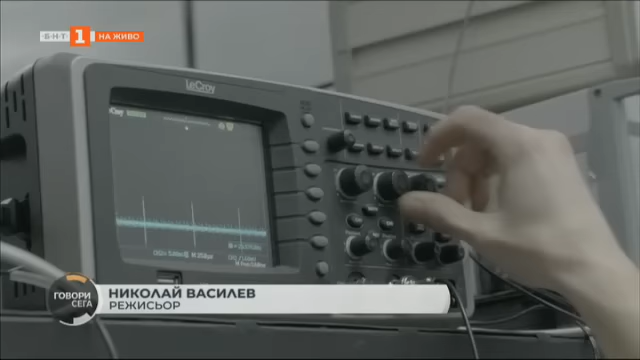 БНТ 1 НА ЖИВО
LeCroy
ГОВОРИ
СЕГА
НИКОЛАЙ ВАСИЛЕВ
РЕЖИСЬОР